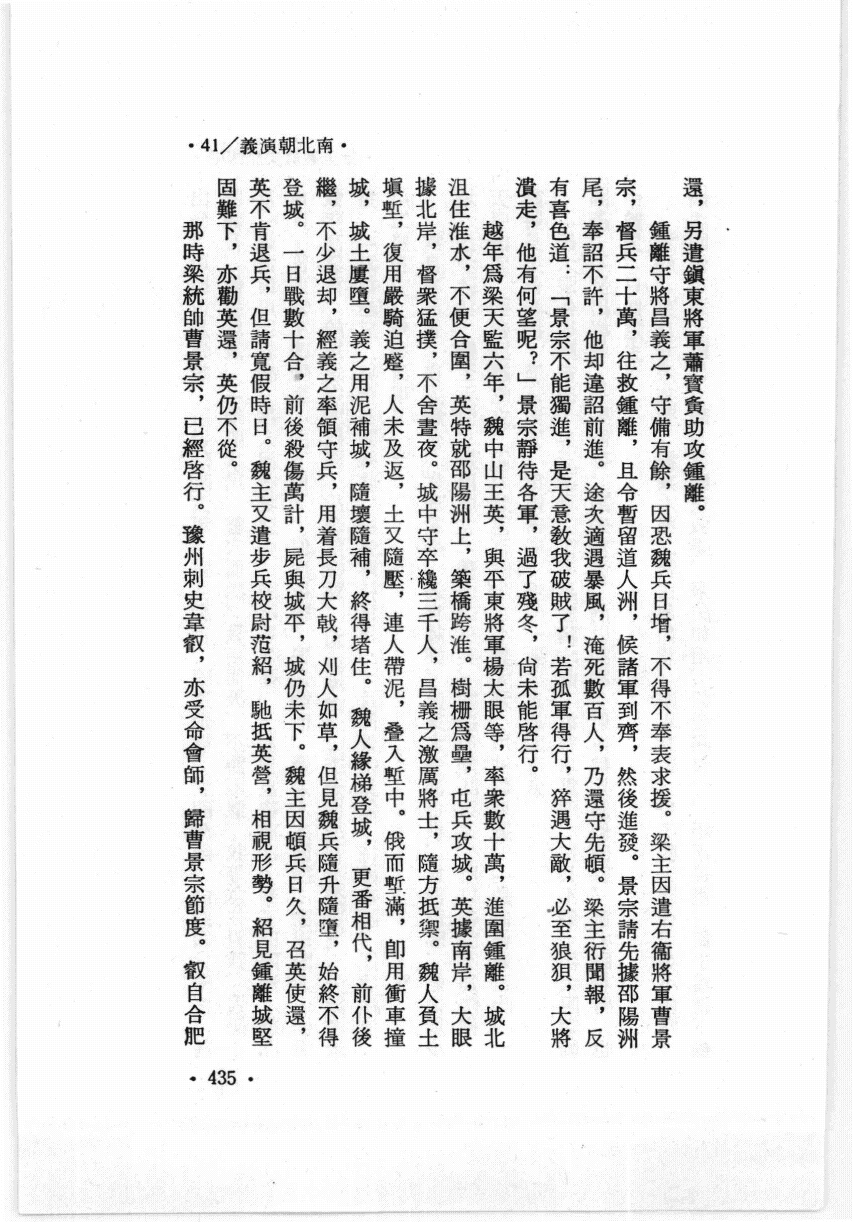 ・41／義演朝北南・
還，另遣鎭東將軍蕭寶夤助攻鍾離。
鍾離守將昌義之，守備有餘，因恐魏兵日增，不得不奉表求援。梁主因遣右衞將軍曹景
宗，督兵二十萬，往救鍾離，且令暫留道人洲，候諸軍到齊，然後進發。景宗請先據邵陽洲
尾，奉詔不許，他却違詔前進。途次適遇暴風，淹死數百人，乃還守先頓。梁主衍聞報，反
有喜色道：「景宗不能獨進，是天意教我破賊了！若孤軍得行，猝遇大敵，必至狼狽，大將
潰走，他有何望呢？」景宗靜待各軍，過了殘冬，尙未能啓行。
越年爲梁天監六年，魏中山王英，與平東將軍楊大眼等，率衆數十萬，進圍鍾離。城北
沮住淮水，不便合圍，英特就邵陽洲上，築橋跨淮。樹柵爲壘，屯兵攻城。英據南岸，大眼
據北岸，督衆猛撲，不舍晝夜。城中守卒纔三千人，昌義之激厲將士，隨方抵禦。魏人負土
塡塹，復用嚴騎迫蹙，人未及返，土又隨壓，連人帶泥，叠入塹中。俄而塹滿，卽用衝車撞
城，城土屢墮。義之用泥補城，隨壞隨補，終得堵住。魏人緣梯登城，更番相代，前仆後
繼，不少退却，經義之率領守兵，用着長刀大戟，刈人如草，但見魏兵隨升隨墮，始終不得
登城。一日戰數十合，前後殺傷萬計，屍與城平，城仍未下。魏主因頓兵日久，召英使還，
英不肯退兵，但請寬假時日。魏主又遣步兵校尉范紹，馳抵英營，相視形勢。紹見鍾離城堅
固難下，亦勸英還，英仍不從。
那時梁統帥曹景宗，已經啓行。豫州刺史韋叡，亦受命會師，歸曹景宗節度。叡自合肥
・435・